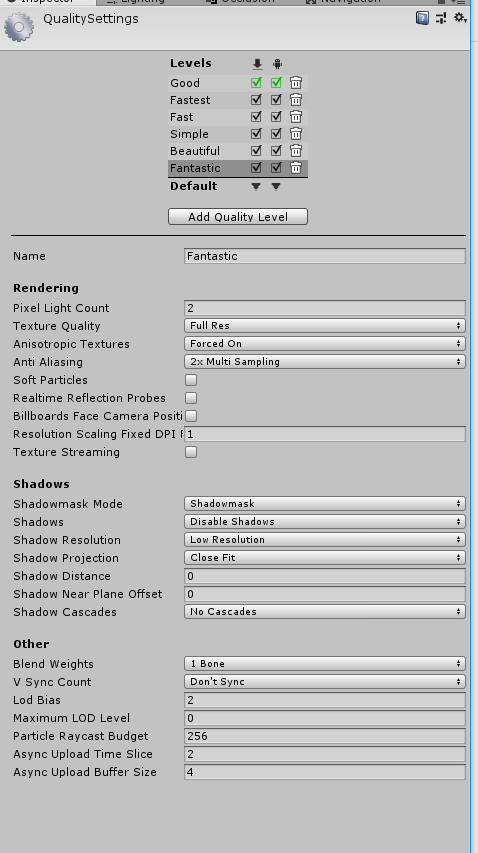 Inspector Lighting Occlusion Navigation
QualitySettings
Levels
Good
Fastest
Fast
Simple
Beautiful
Fantastic
Default
Add Quality Level
Name Fantastic
Rendering
Pixel Light Count 2
Texture Quality Full Res
Anisotropic Textures Forced On
Anti Aliasing 2x Multi Sampling
Soft Particles
Realtime Reflection Probes
Billboards Face Camera Positi
Resolution Scaling Fixed DPI F 1
Texture Streaming
Shadows
Shadowmask Mode Shadowmask
Shadows Disable Shadows
Shadow Resolution Low Resolution
Shadow Projection Close Fit
Shadow Distance 0
Shadow Near Plane Offset 0
Shadow Cascades No Cascades
Other
Blend Weights 1 Bone
V Sync Count Don't Sync
Lod Bias 2
Maximum LOD Level 0
Particle Raycast Budget 256
Async Upload Time Slice 2
Async Upload Buffer Size 4